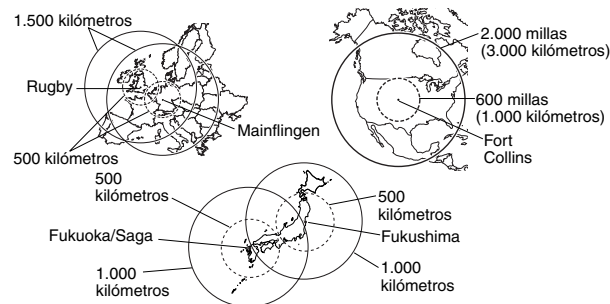 1.500 kilómetros
Rugby
500 kilómetros
Mainflingen
2.000 millas
(3.000 kilómetros)
600 millas
(1.000 kilómetros)
Fort
Collins
500
kilómetros
Fukuoka/Saga
1.000
kilómetros
500
kilómetros
Fukushima
1.000
kilómetros